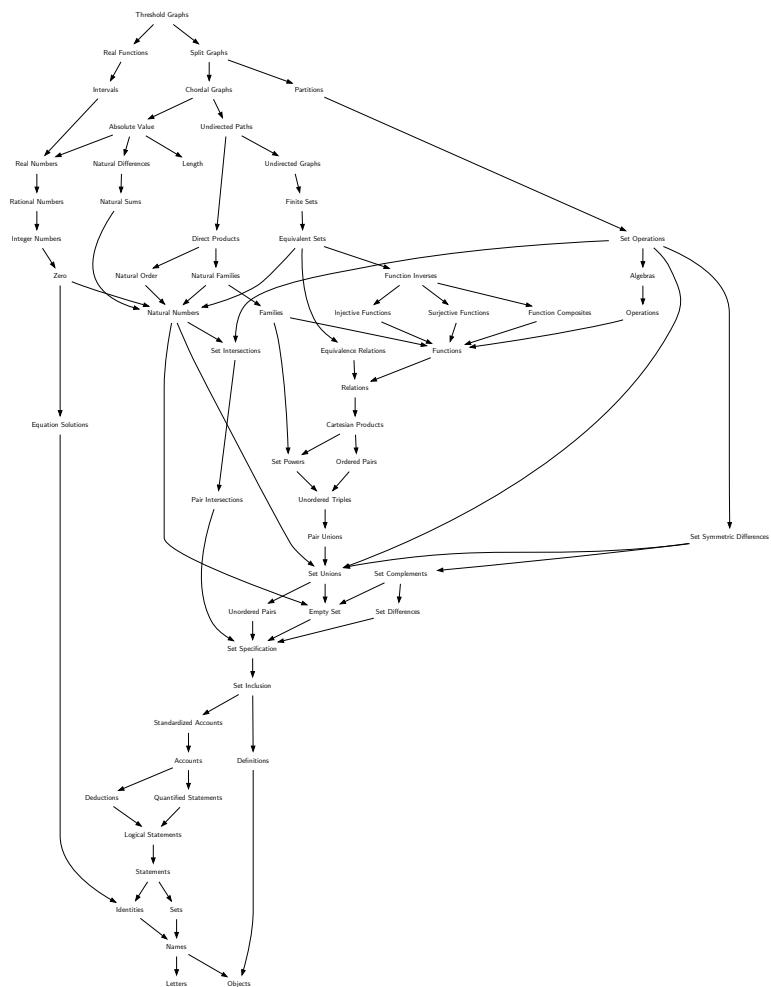 Threshold Graphs
Real Functions
Split Graphs
Intervals
Chordal Graphs
Partitions
Absolute Value
Undirected Paths
Real Numbers
Natural Differences
Length
Undirected Graphs
Rational Numbers
Natural Sums
Finite Sets
Integer Numbers
Direct Products
Equivalent Sets
Set Operations
Zero
Natural Order
Natural Families
Function Inverses
Algebras
Natural Numbers
Families
Injective Functions
Surjective Functions
Function Composites
Operations
Set Intersections
Equivalence Relations
Functions
Relations
Equation Solutions
Cartesian Products
Set Powers
Ordered Pairs
Pair Intersections
Unordered Triples
Pair Unions
Set Symmetric Differences
Set Unions
Set Complements
Unordered Pairs
Empty Set
Set Differences
Set Specification
Set Inclusion
Standardized Accounts
Accounts
Definitions
Deductions
Quantified Statements
Logical Statements
Statements
Identities
Sets
Names
Letters
Objects